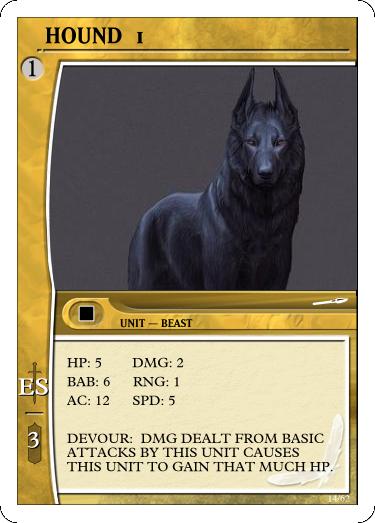 HOUND I
1
UNIT — BEAST
HP: 5 DMG: 2
BAB: 6 RNG: 1
AC: 12 SPD: 5
ES
3
DEVOUR: DMG DEALT FROM BASIC
ATTACKS BY THIS UNIT CAUSES
THIS UNIT TO GAIN THAT MUCH HP.
14/62